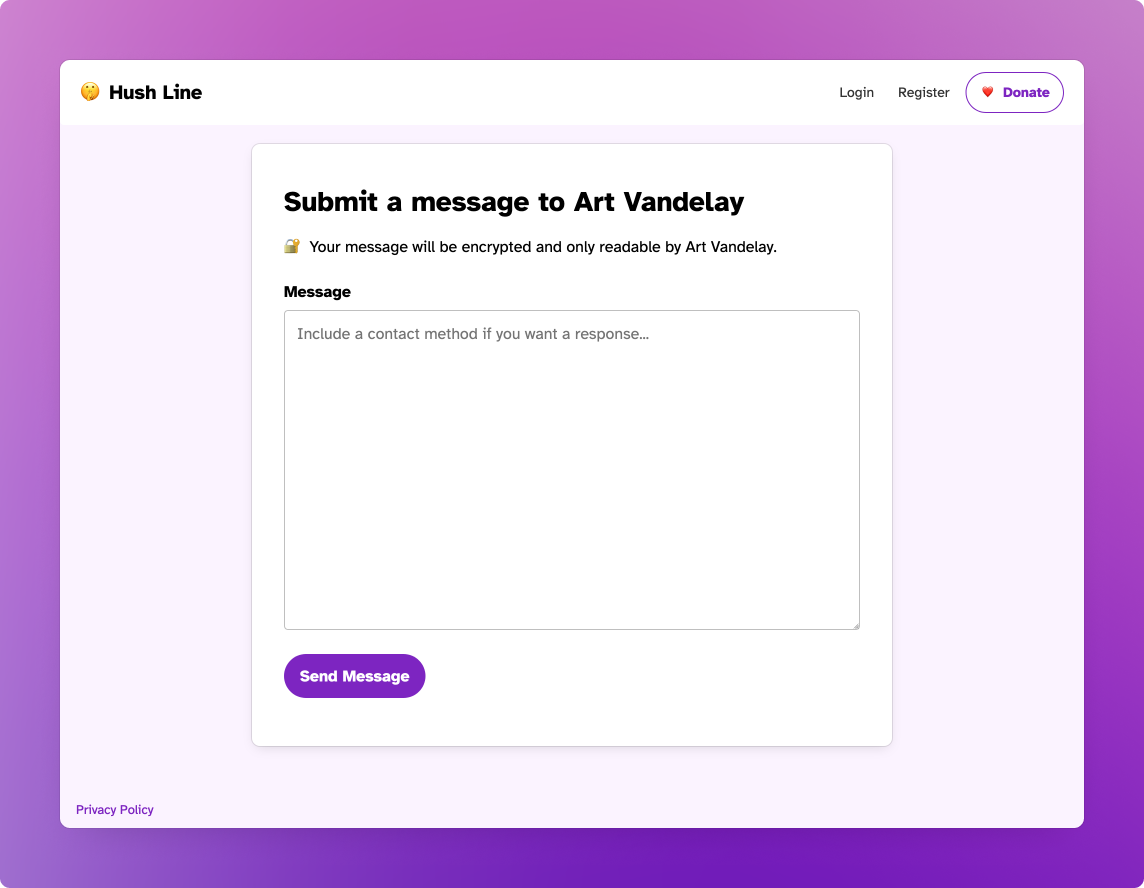 Hush Line
Login
Register
Donate
Submit a message to Art Vandelay
Your message will be encrypted and only readable by Art Vandelay.
Message
Include a contact method if you want a response...
Send Message
Privacy Policy